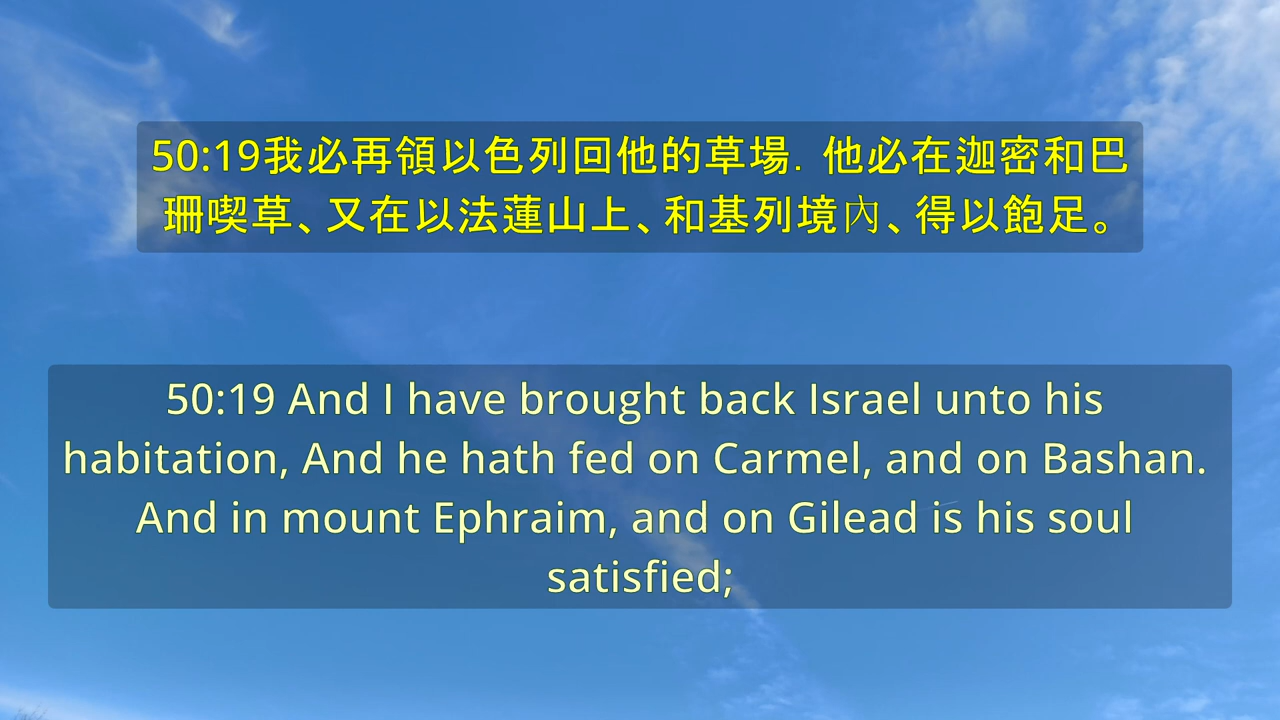 50:19我必再領以色列回他的草場．他必在迦密和巴
珊喫草、又在以法蓮山上、和基列境內、得以飽足。
50:19 And I have brought back Israel unto his
habitation, And he hath fed on Carmel, and on Bashan.
And in mount Ephraim, and on Gilead is his soul
satisfied;